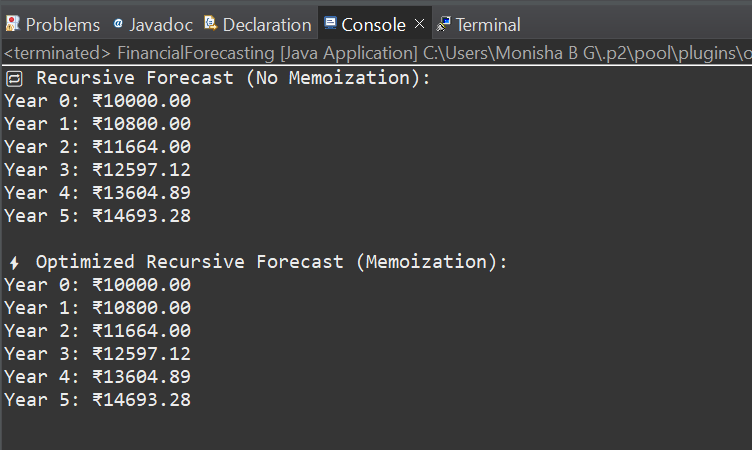 Problems @ Javadoc Declaration Console × Terminal
<terminated> FinancialForecasting [Java Application] C:\Users\Monisha B G\.p2\pool\plugins\o
🔁 Recursive Forecast (No Memoization):
Year 0: ₹10000.00
Year 1: ₹10800.00
Year 2: ₹11664.00
Year 3: ₹12597.12
Year 4: ₹13604.89
Year 5: ₹14693.28
⚡ Optimized Recursive Forecast (Memoization):
Year 0: ₹10000.00
Year 1: ₹10800.00
Year 2: ₹11664.00
Year 3: ₹12597.12
Year 4: ₹13604.89
Year 5: ₹14693.28